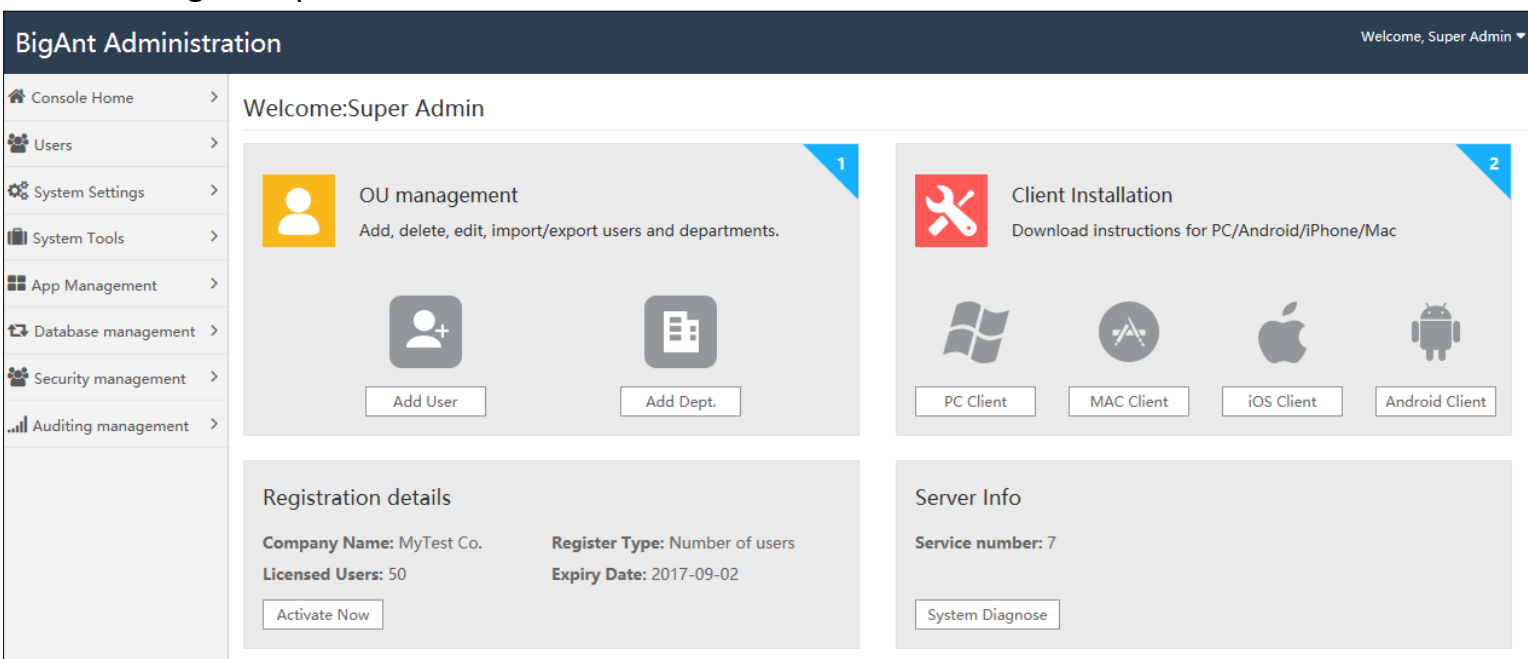 BigAnt Administration
Welcome, Super Admin
Console Home
Users
System Settings
System Tools
App Management
Database management
Security management
Auditing management
Welcome:Super Admin
1
OU management
Add, delete, edit, import/export users and departments.
Add User
Add Dept.
2
Client Installation
Download instructions for PC/Android/iPhone/Mac
PC Client
MAC Client
iOS Client
Android Client
Registration details
Company Name: MyTest Co.
Register Type: Number of users
Licensed Users: 50
Expiry Date: 2017-09-02
Activate Now
Server Info
Service number: 7
System Diagnose